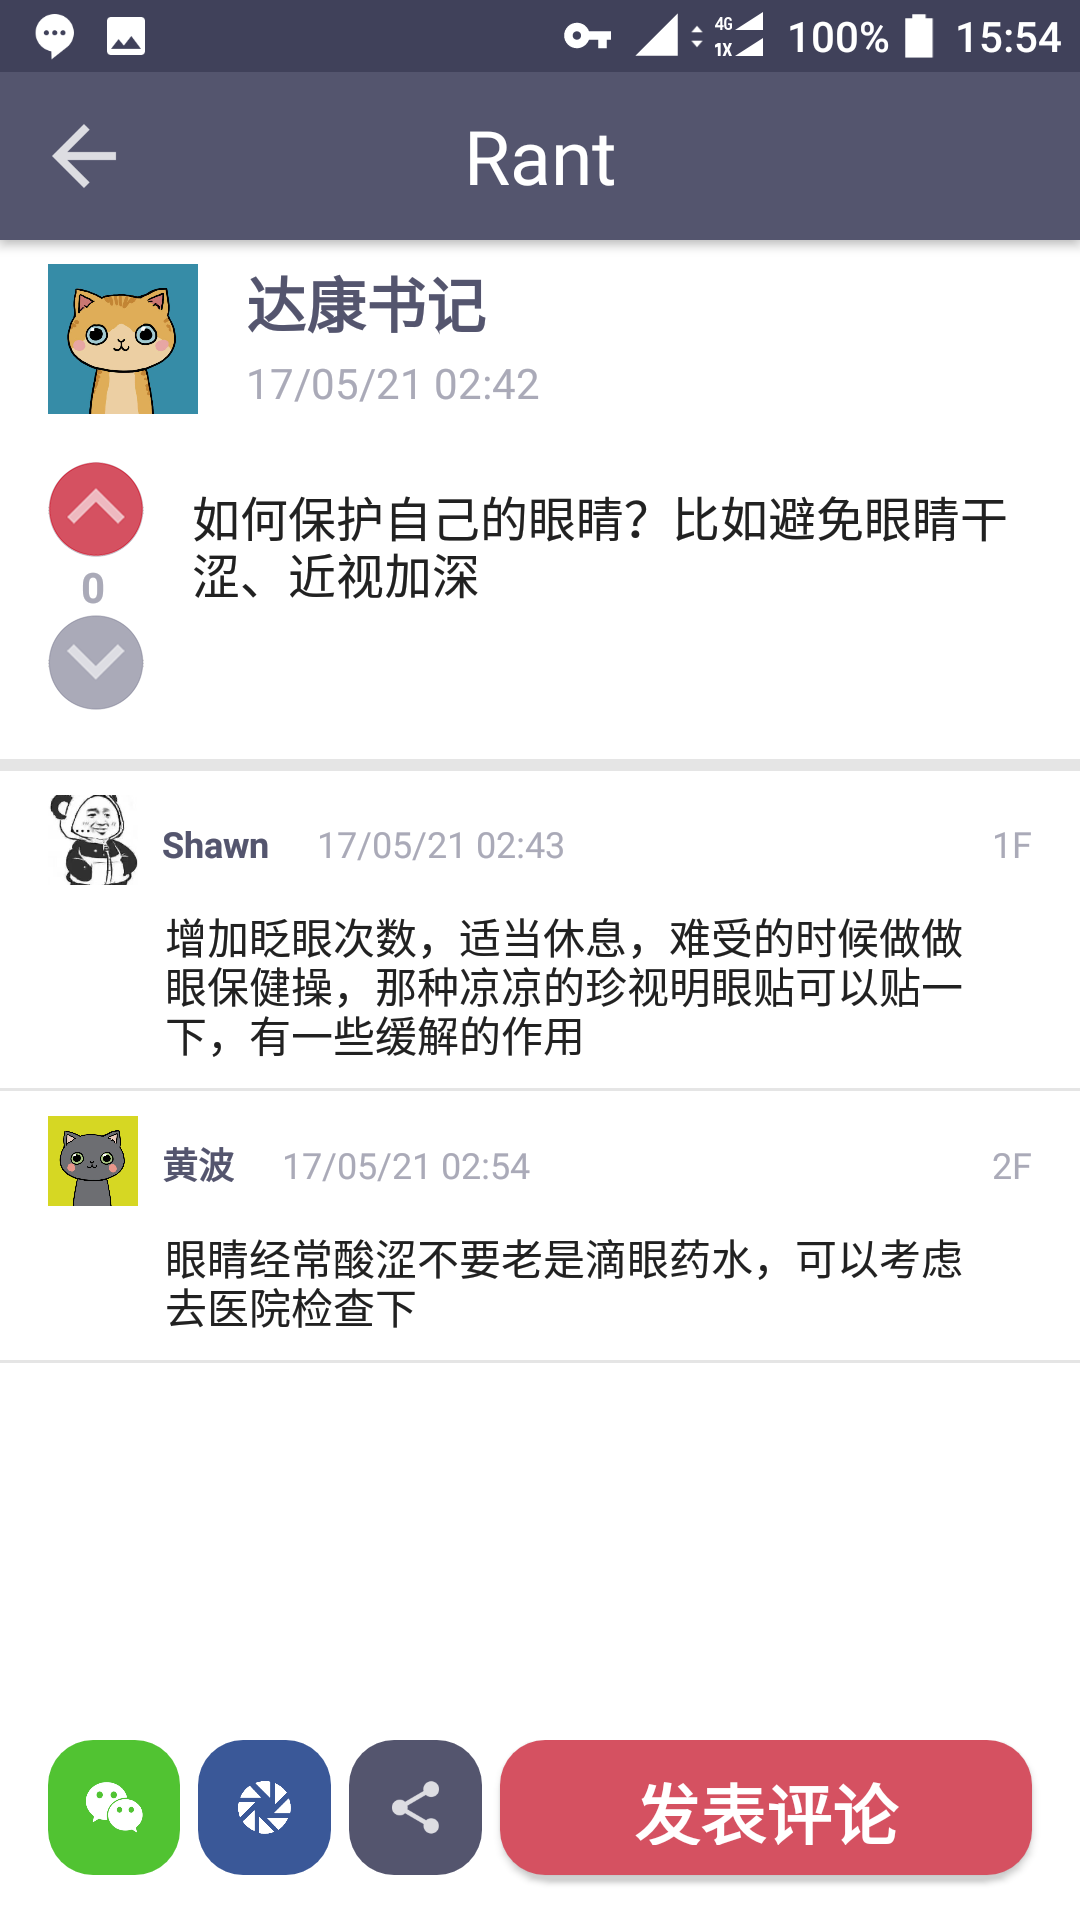 4G
1X
100%
15:54
Rant
达康书记
17/05/21 02:42
如何保护自己的眼睛？比如避免眼睛干
涩、近视加深
0
Shawn 17/05/21 02:43 1F
增加眨眼次数，适当休息，难受的时候做做
眼保健操，那种凉凉的珍视明眼贴可以贴一
下，有一些缓解的作用
黄波 17/05/21 02:54 2F
眼睛经常酸涩不要老是滴眼药水，可以考虑
去医院检查下
发表评论